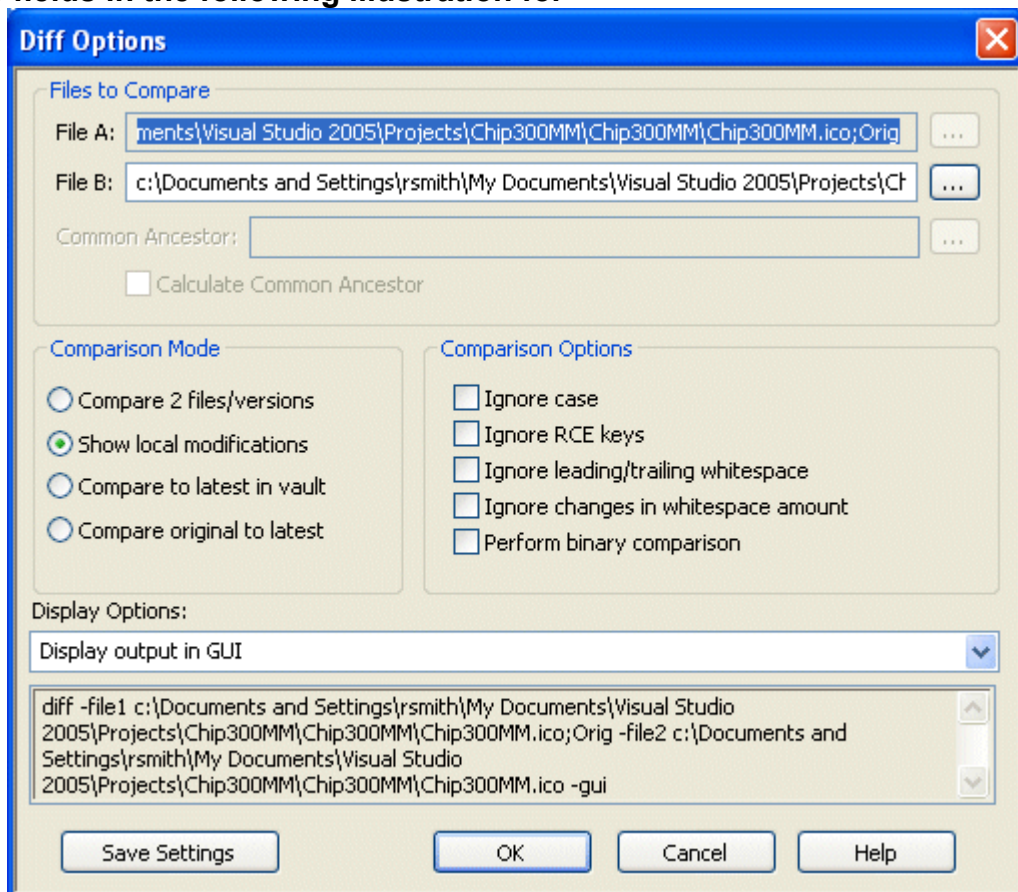 fields in the following illustration for
Diff Options
Files to Compare
File A: ments\Visual Studio 2005\Projects\Chip300MM\Chip300MM\Chip300MM.ico;Orig ...
File B: c:\Documents and Settings\rsmith\My Documents\Visual Studio 2005\Projects\Ch ...
Common Ancestor: ...
Calculate Common Ancestor
Comparison Mode
Compare 2 files/versions
Show local modifications
Compare to latest in vault
Compare original to latest
Comparison Options
Ignore case
Ignore RCE keys
Ignore leading/trailing whitespace
Ignore changes in whitespace amount
Perform binary comparison
Display Options:
Display output in GUI
diff -file1 c:\Documents and Settings\rsmith\My Documents\Visual Studio
2005\Projects\Chip300MM\Chip300MM\Chip300MM.ico;Orig -file2 c:\Documents and
Settings\rsmith\My Documents\Visual Studio
2005\Projects\Chip300MM\Chip300MM\Chip300MM.ico -gui
Save Settings OK Cancel Help